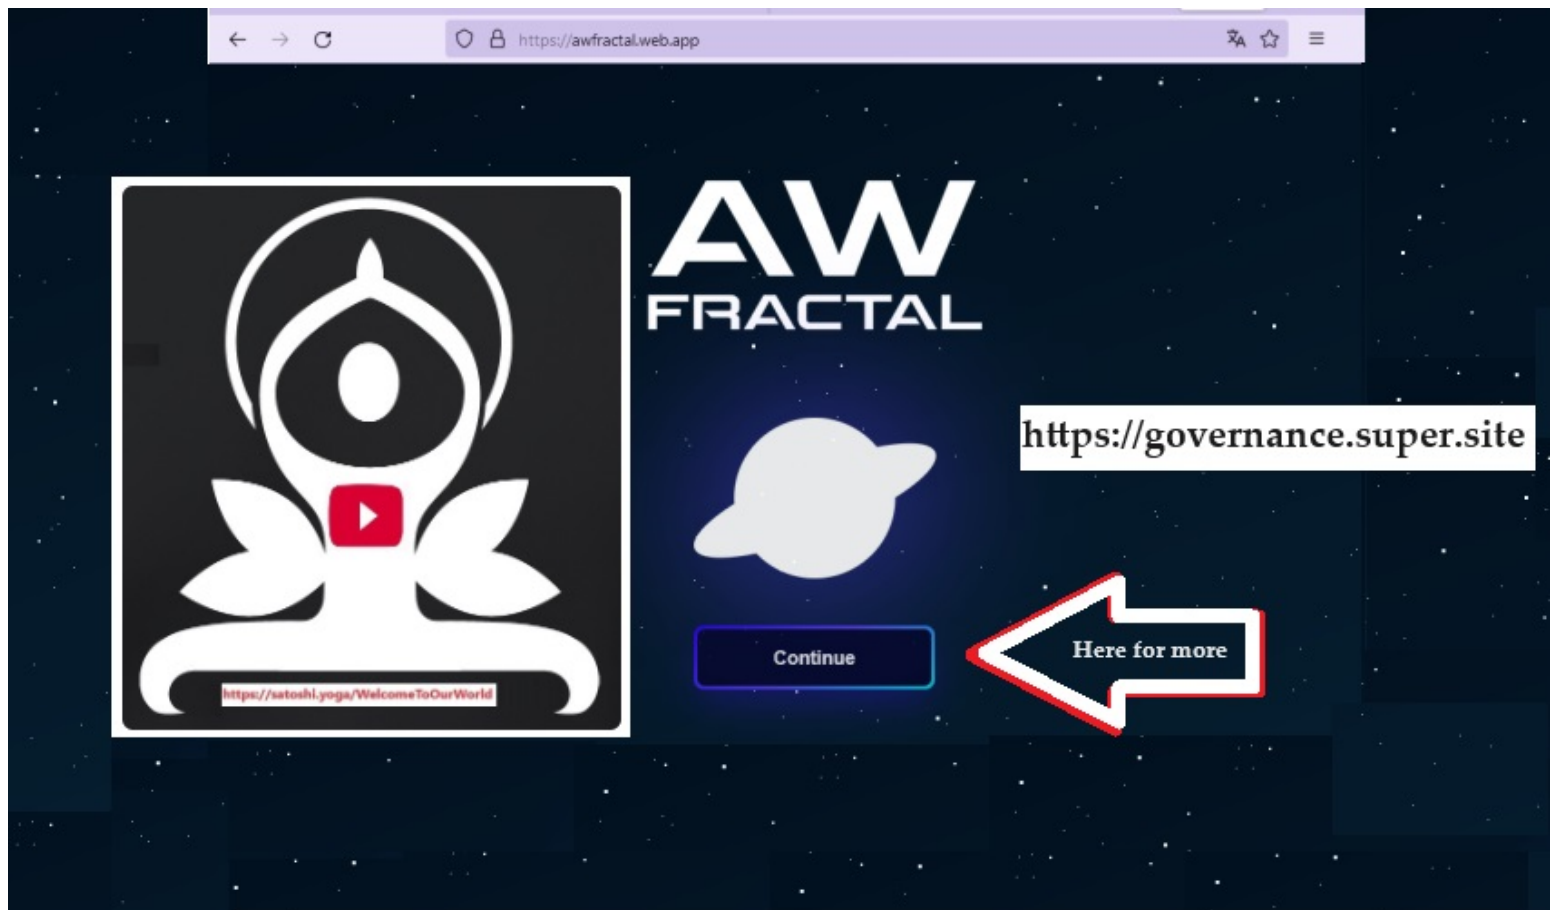 https://awfractal.web.app
AW
FRACTAL
https://governance.super.site
Continue
Here for more
https://satoshi.yoga/WelcomeToOurWorld